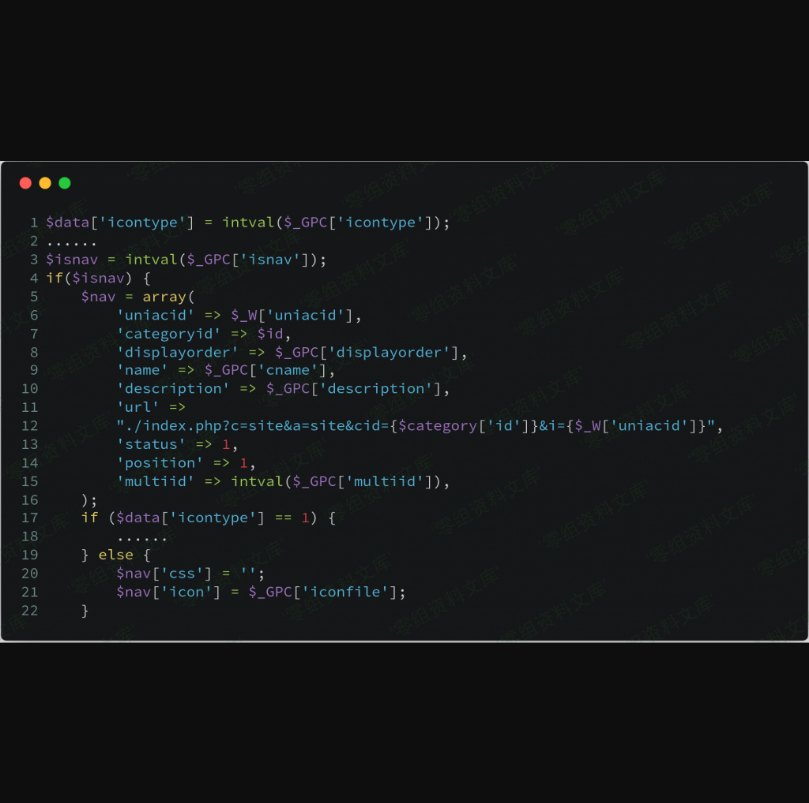 1 $data['icontype'] = intval($_GPC['icontype']);
2 ......
3 $isnav = intval($_GPC['isnav']);
4 if($isnav) {
5     $nav = array(
6         'uniacid' => $_W['uniacid'],
7         'categoryid' => $id,
8         'displayorder' => $_GPC['displayorder'],
9         'name' => $_GPC['cname'],
10         'description' => $_GPC['description'],
11         'url' =>
12         "./index.php?c=site&a=site&cid={$category['id']}&i={$_W['uniacid']}",
13         'status' => 1,
14         'position' => 1,
15         'multiid' => intval($_GPC['multiid']),
16     );
17     if ($data['icontype'] == 1) {
18         ......
19     } else {
20         $nav['css'] = '';
21         $nav['icon'] = $_GPC['iconfile'];
22     }
零组资料文库